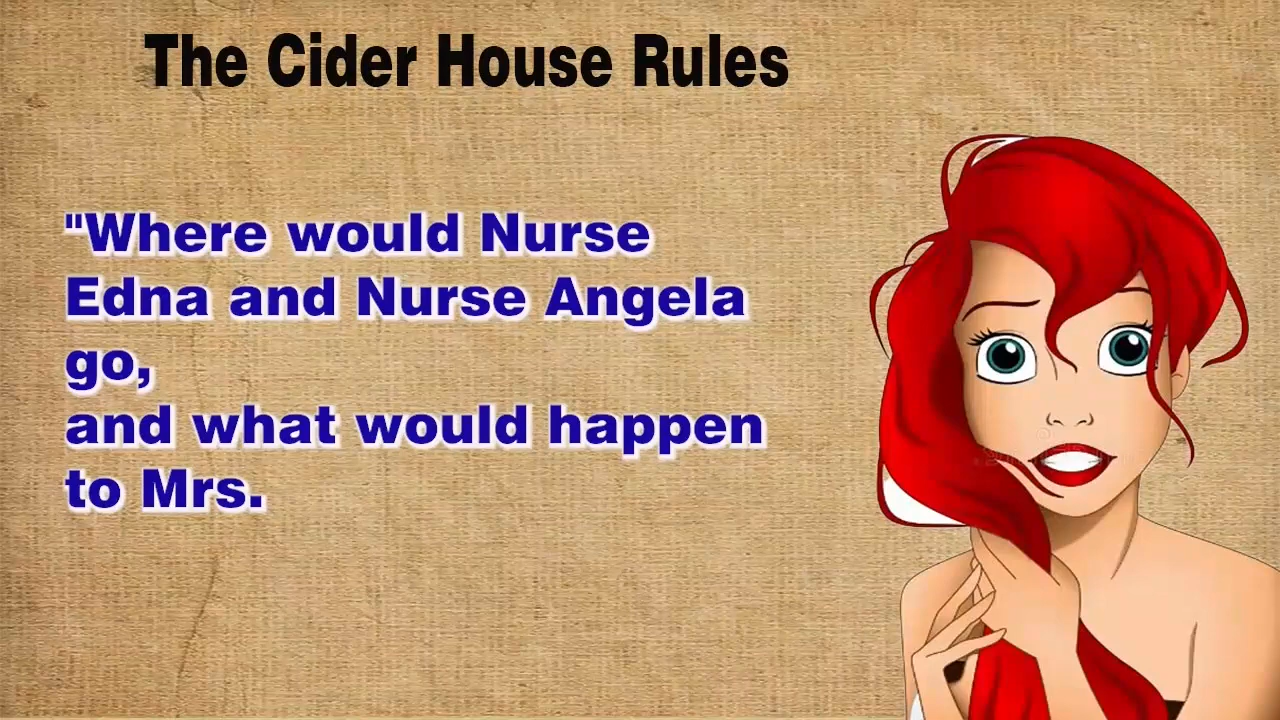 The Cider House Rules
"Where would Nurse
Edna and Nurse Angela
go,
and what would happen
to Mrs.